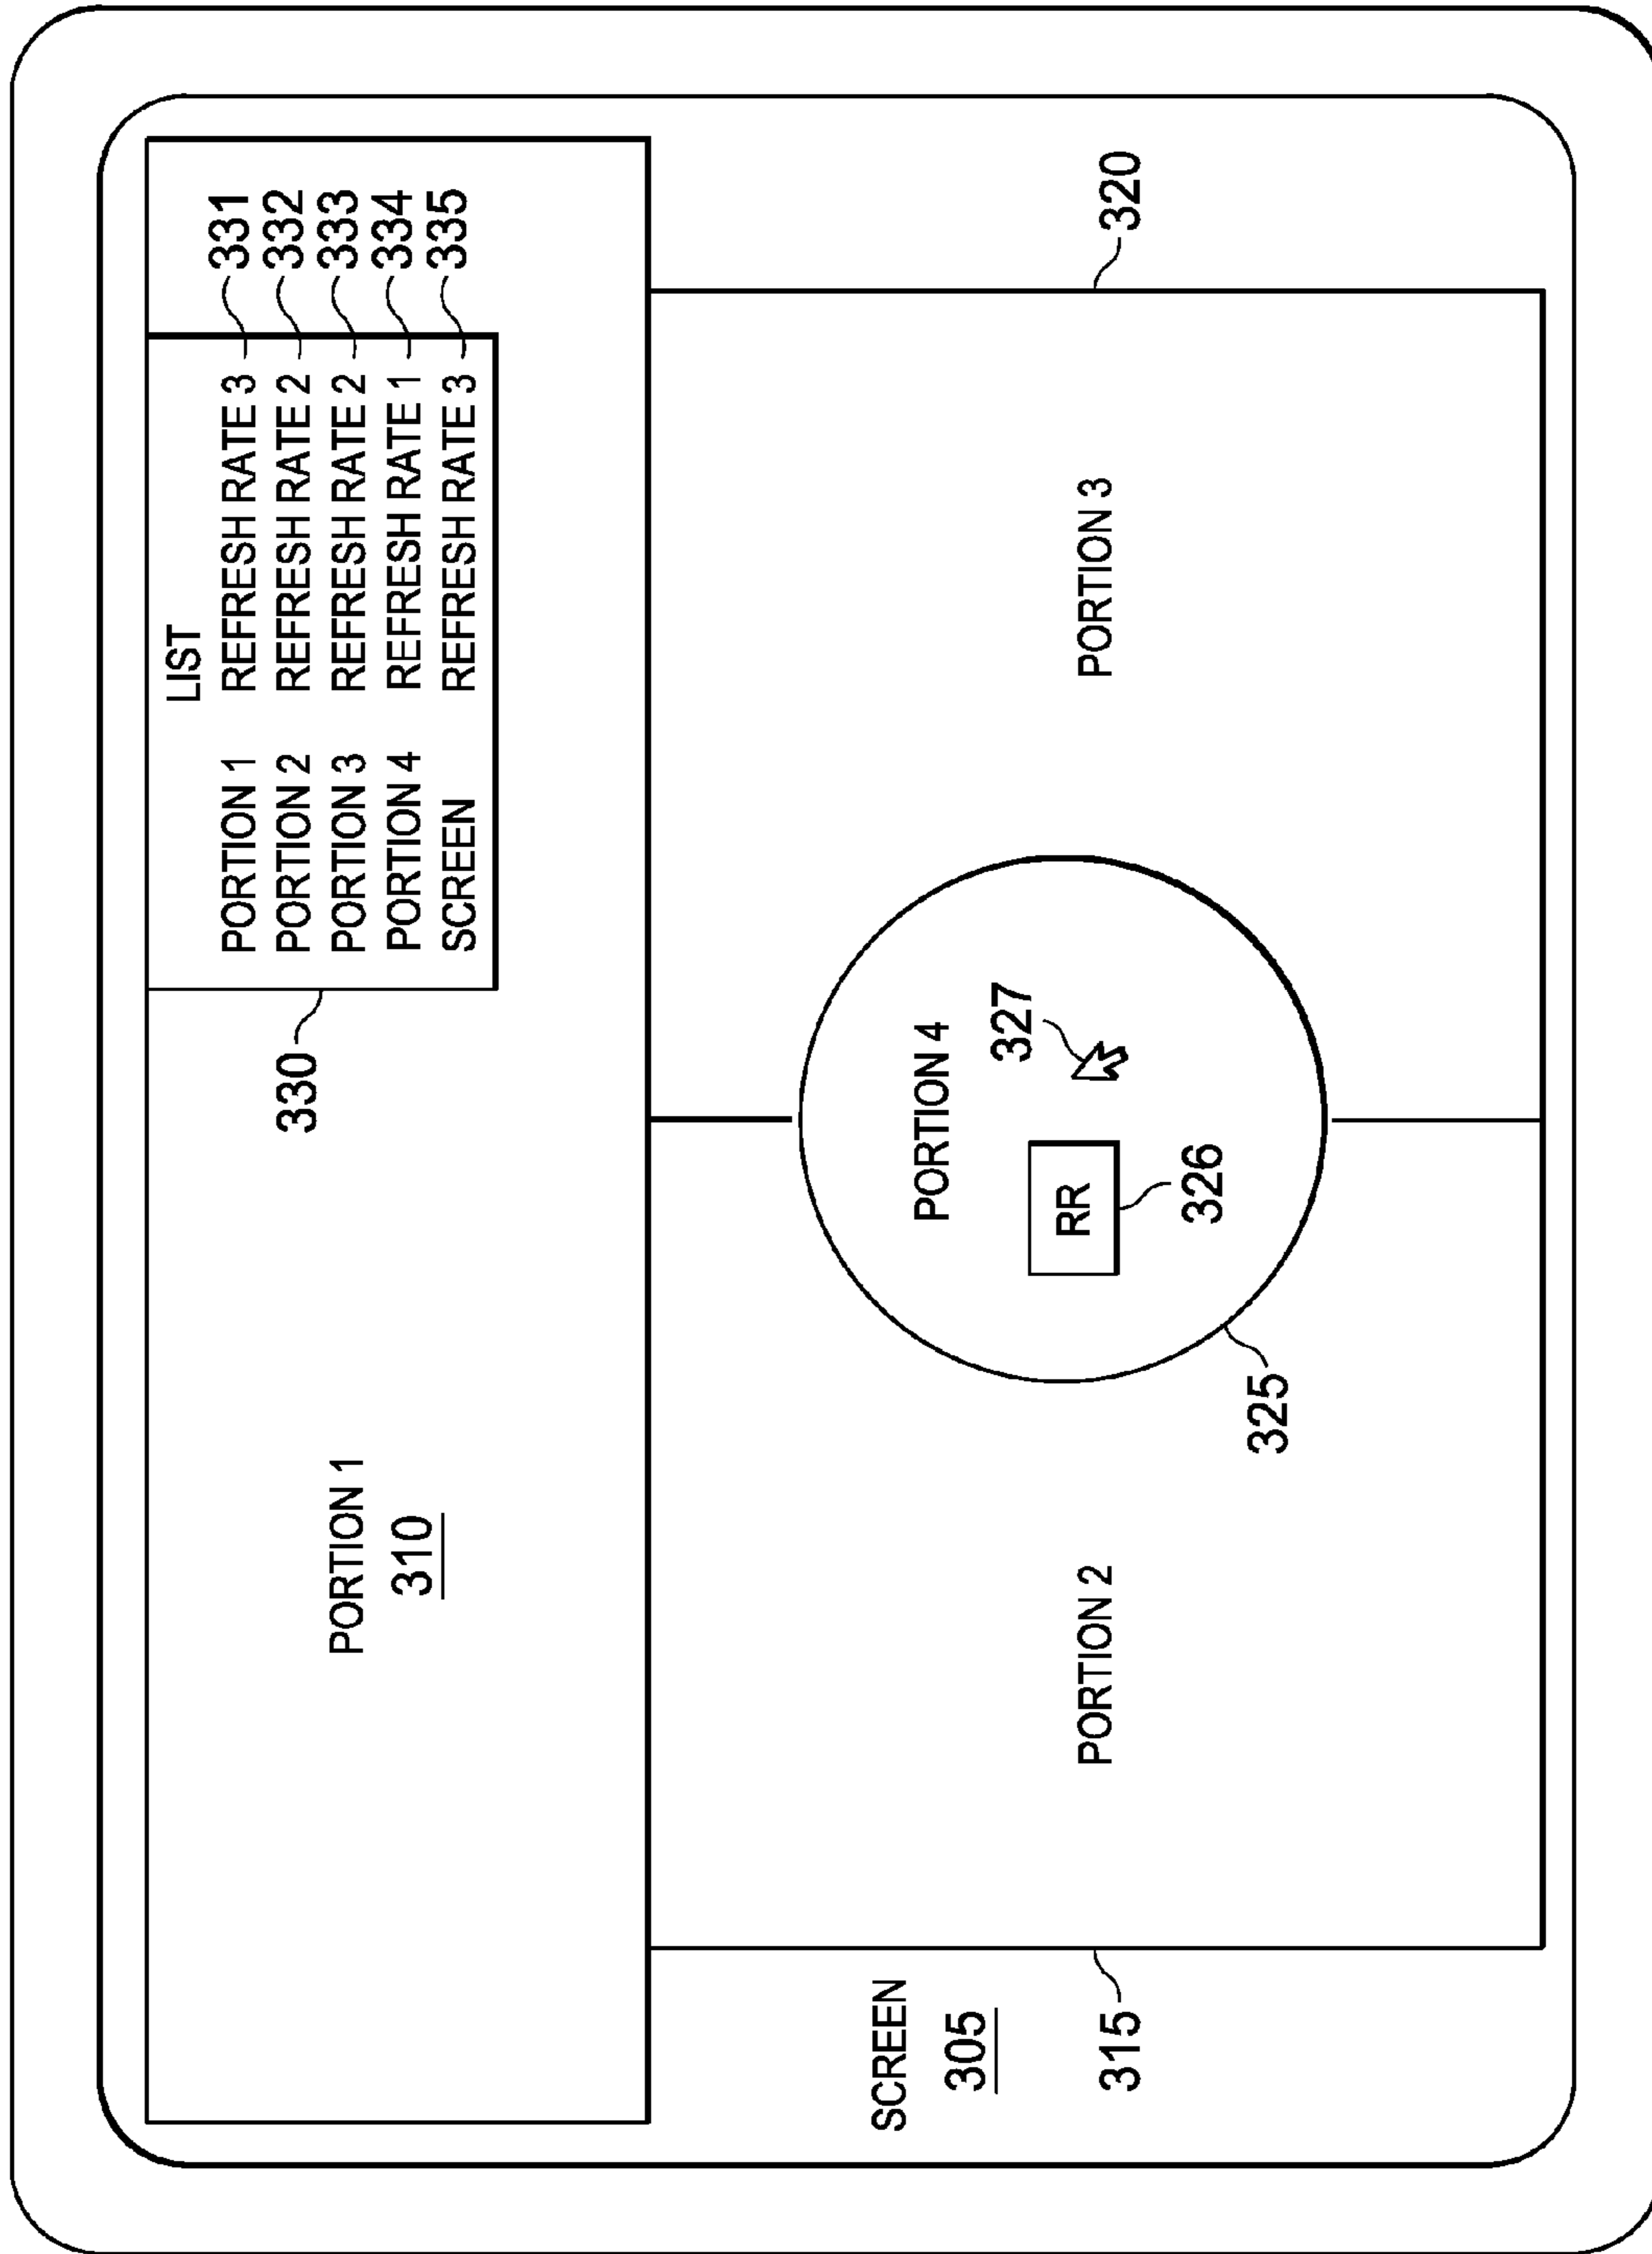 LIST
PORTION 1 REFRESH RATE 3 331
PORTION 2 REFRESH RATE 2 332
PORTION 3 REFRESH RATE 2 333
PORTION 4 REFRESH RATE 1 334
SCREEN REFRESH RATE 3 335
330
PORTION 1
310
SCREEN
305
PORTION 4
327
RR
326
PORTION 2
PORTION 3
315
325
320